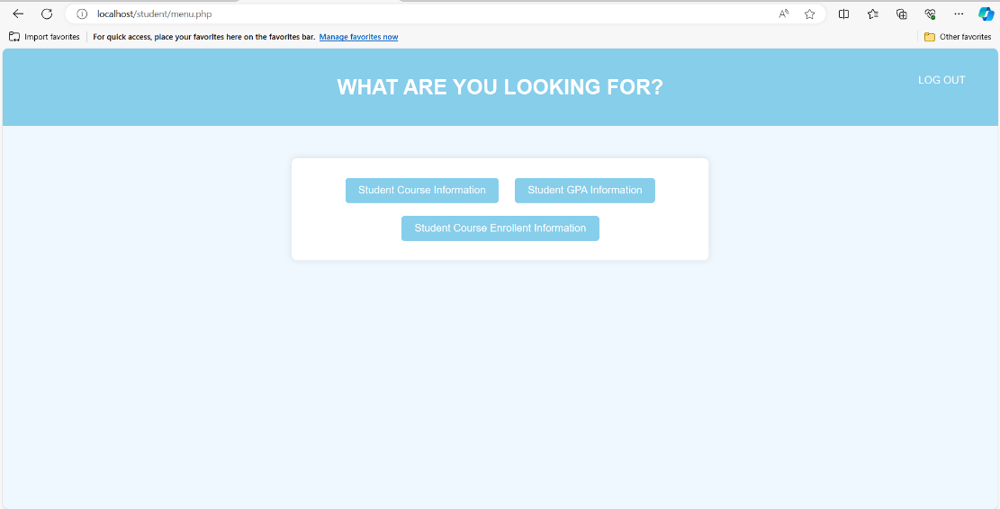 localhost/student/menu.php
Import favorites For quick access, place your favorites here on the favorites bar. Manage favorites now Other favorites
WHAT ARE YOU LOOKING FOR?
LOG OUT
Student Course Information Student GPA Information
Student Course Enrollent Information